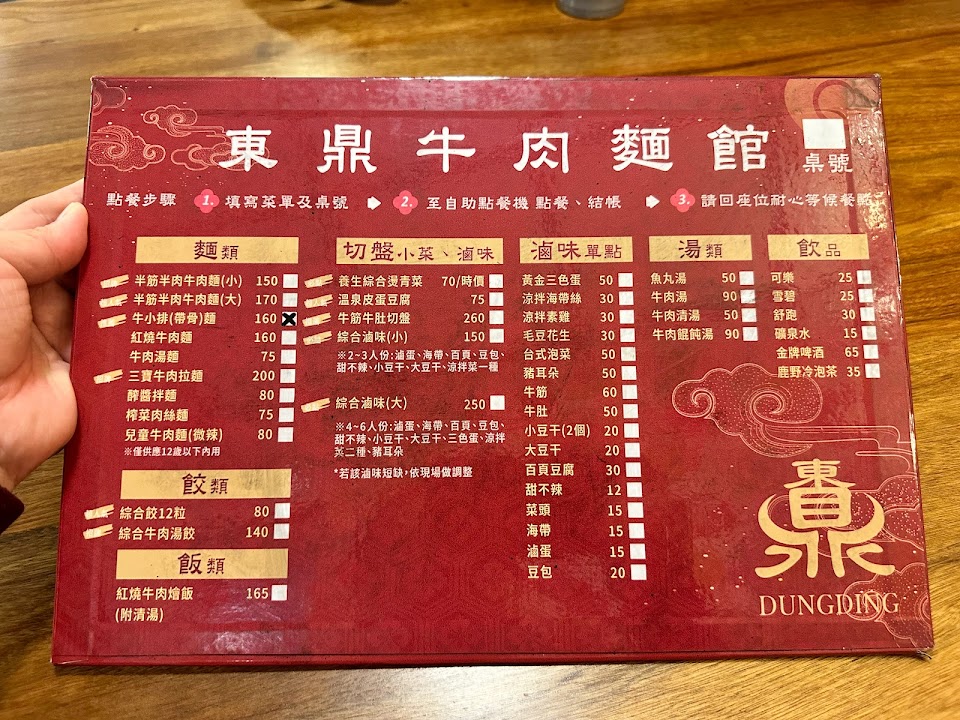 東鼎牛肉麵館
桌號
點餐步驟 1. 填寫菜單及桌號 2. 至自助點餐機 點餐、結帳 3. 請回座位耐心等候餐點
麵類
半筋半肉牛肉麵(小) 150
半筋半肉牛肉麵(大) 170
牛小排(帶骨)麵 160
紅燒牛肉麵 160
牛肉湯麵 75
三寶牛肉拉麵 200
醡醬拌麵 80
榨菜肉絲麵 75
兒童牛肉麵(微辣) 80
※僅供應12歲以下內用
餃類
綜合餃12粒 80
綜合牛肉湯餃 140
飯類
紅燒牛肉燴飯 165
(附清湯)
切盤小菜、滷味
養生綜合燙青菜 70/時價
溫泉皮蛋豆腐 75
牛筋牛肚切盤 260
綜合滷味(小) 150
※2~3人份:滷蛋、海帶、百頁、豆包、
甜不辣、小豆干、大豆干、涼拌菜一種
綜合滷味(大) 250
※4~6人份:滷蛋、海帶、百頁、豆包、
甜不辣、小豆干、大豆干、三色蛋、涼拌
菜二種、豬耳朵
*若該滷味短缺,依現場做調整
滷味單點
黃金三色蛋 50
涼拌海帶絲 30
涼拌素雞 30
毛豆花生 30
台式泡菜 50
豬耳朵 50
牛筋 60
牛肚 50
小豆干(2個) 20
大豆干 20
百頁豆腐 30
甜不辣 12
菜頭 15
海帶 15
滷蛋 15
豆包 20
湯類
魚丸湯 50
牛肉湯 90
牛肉清湯 50
牛肉餛飩湯 90
飲品
可樂 25
雪碧 25
舒跑 30
礦泉水 15
金牌啤酒 65
鹿野冷泡茶 35
東鼎
DUNGDING